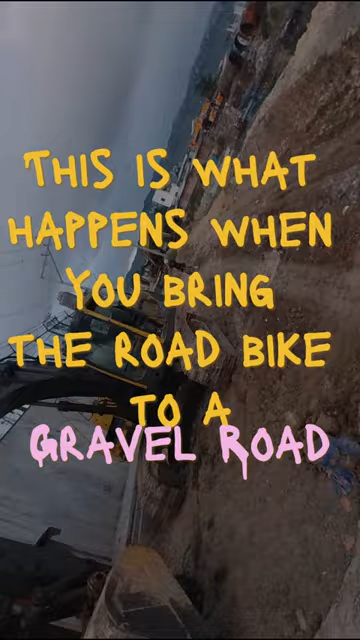 THIS IS WHAT
HAPPENS WHEN
YOU BRING
THE ROAD BIKE
TO A
GRAVEL ROAD